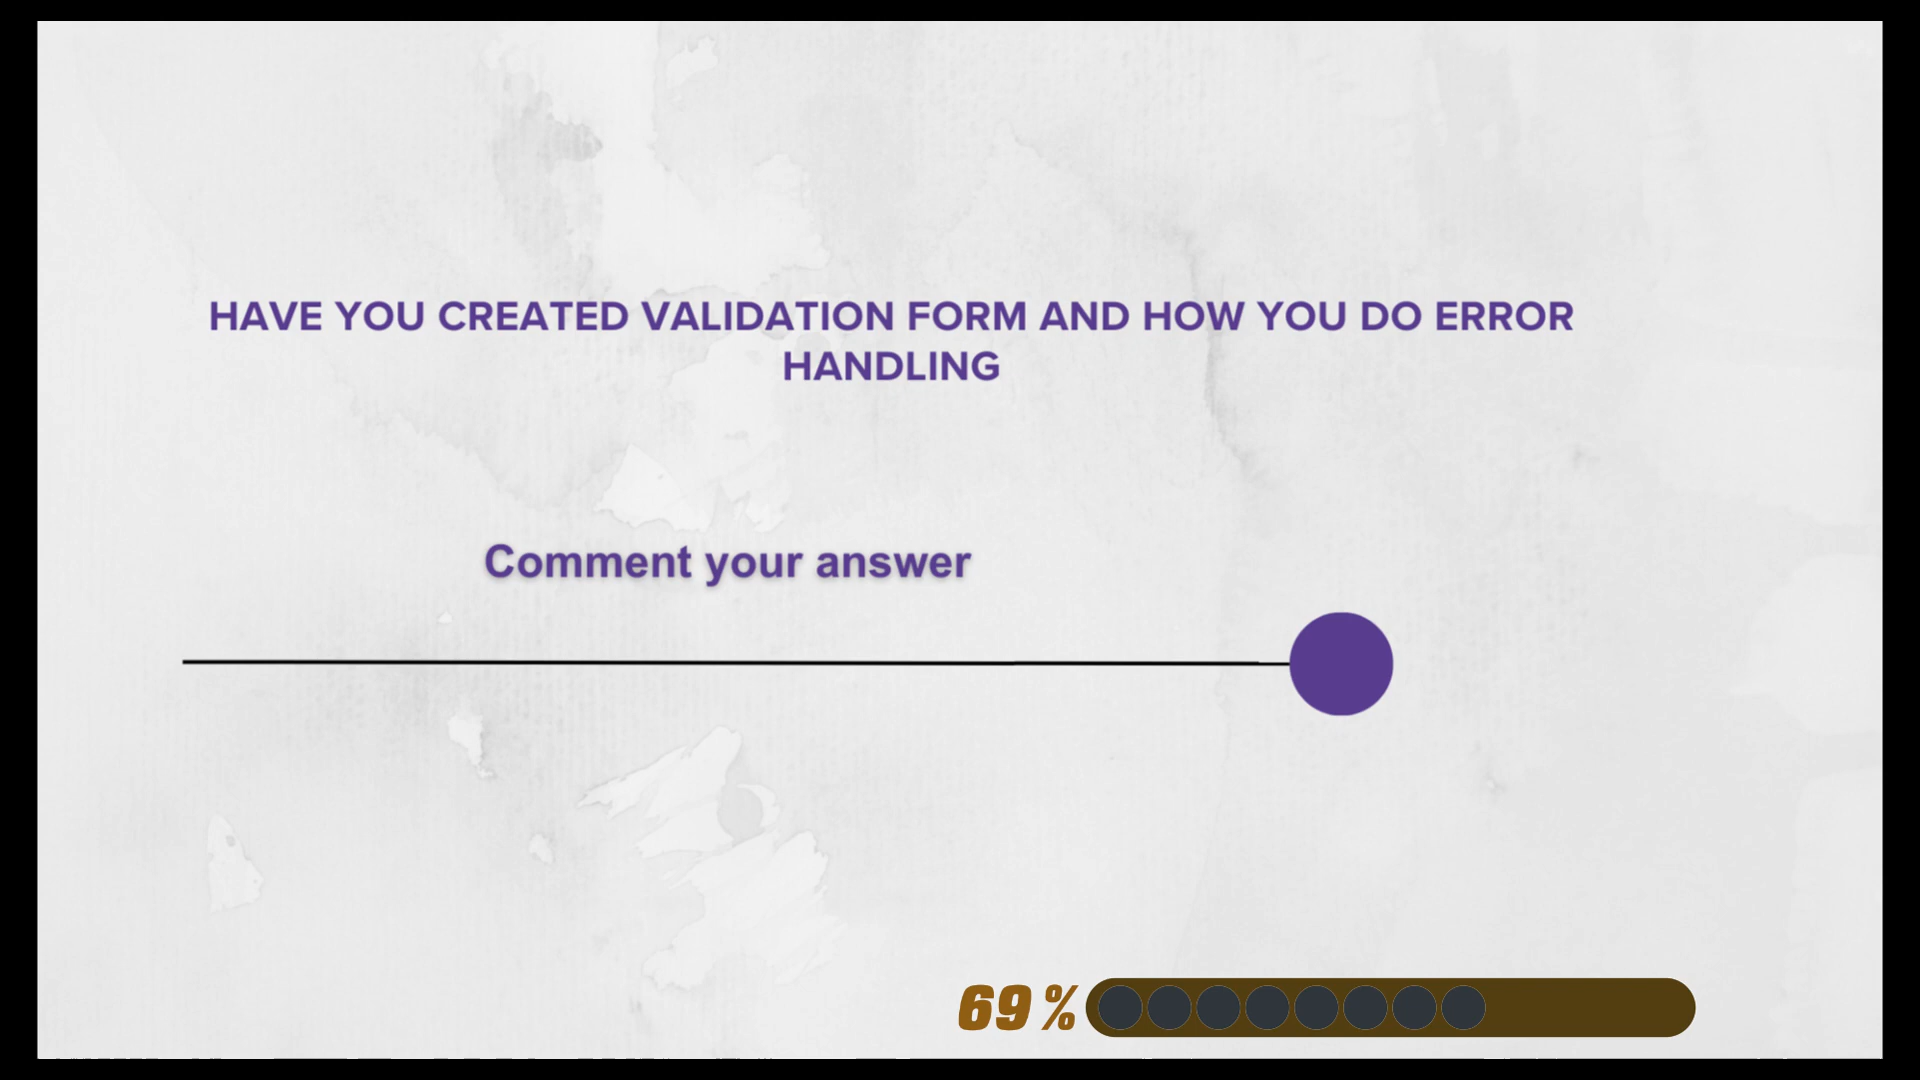 HAVE YOU CREATED VALIDATION FORM AND HOW YOU DO ERROR
HANDLING
Comment your answer
69%